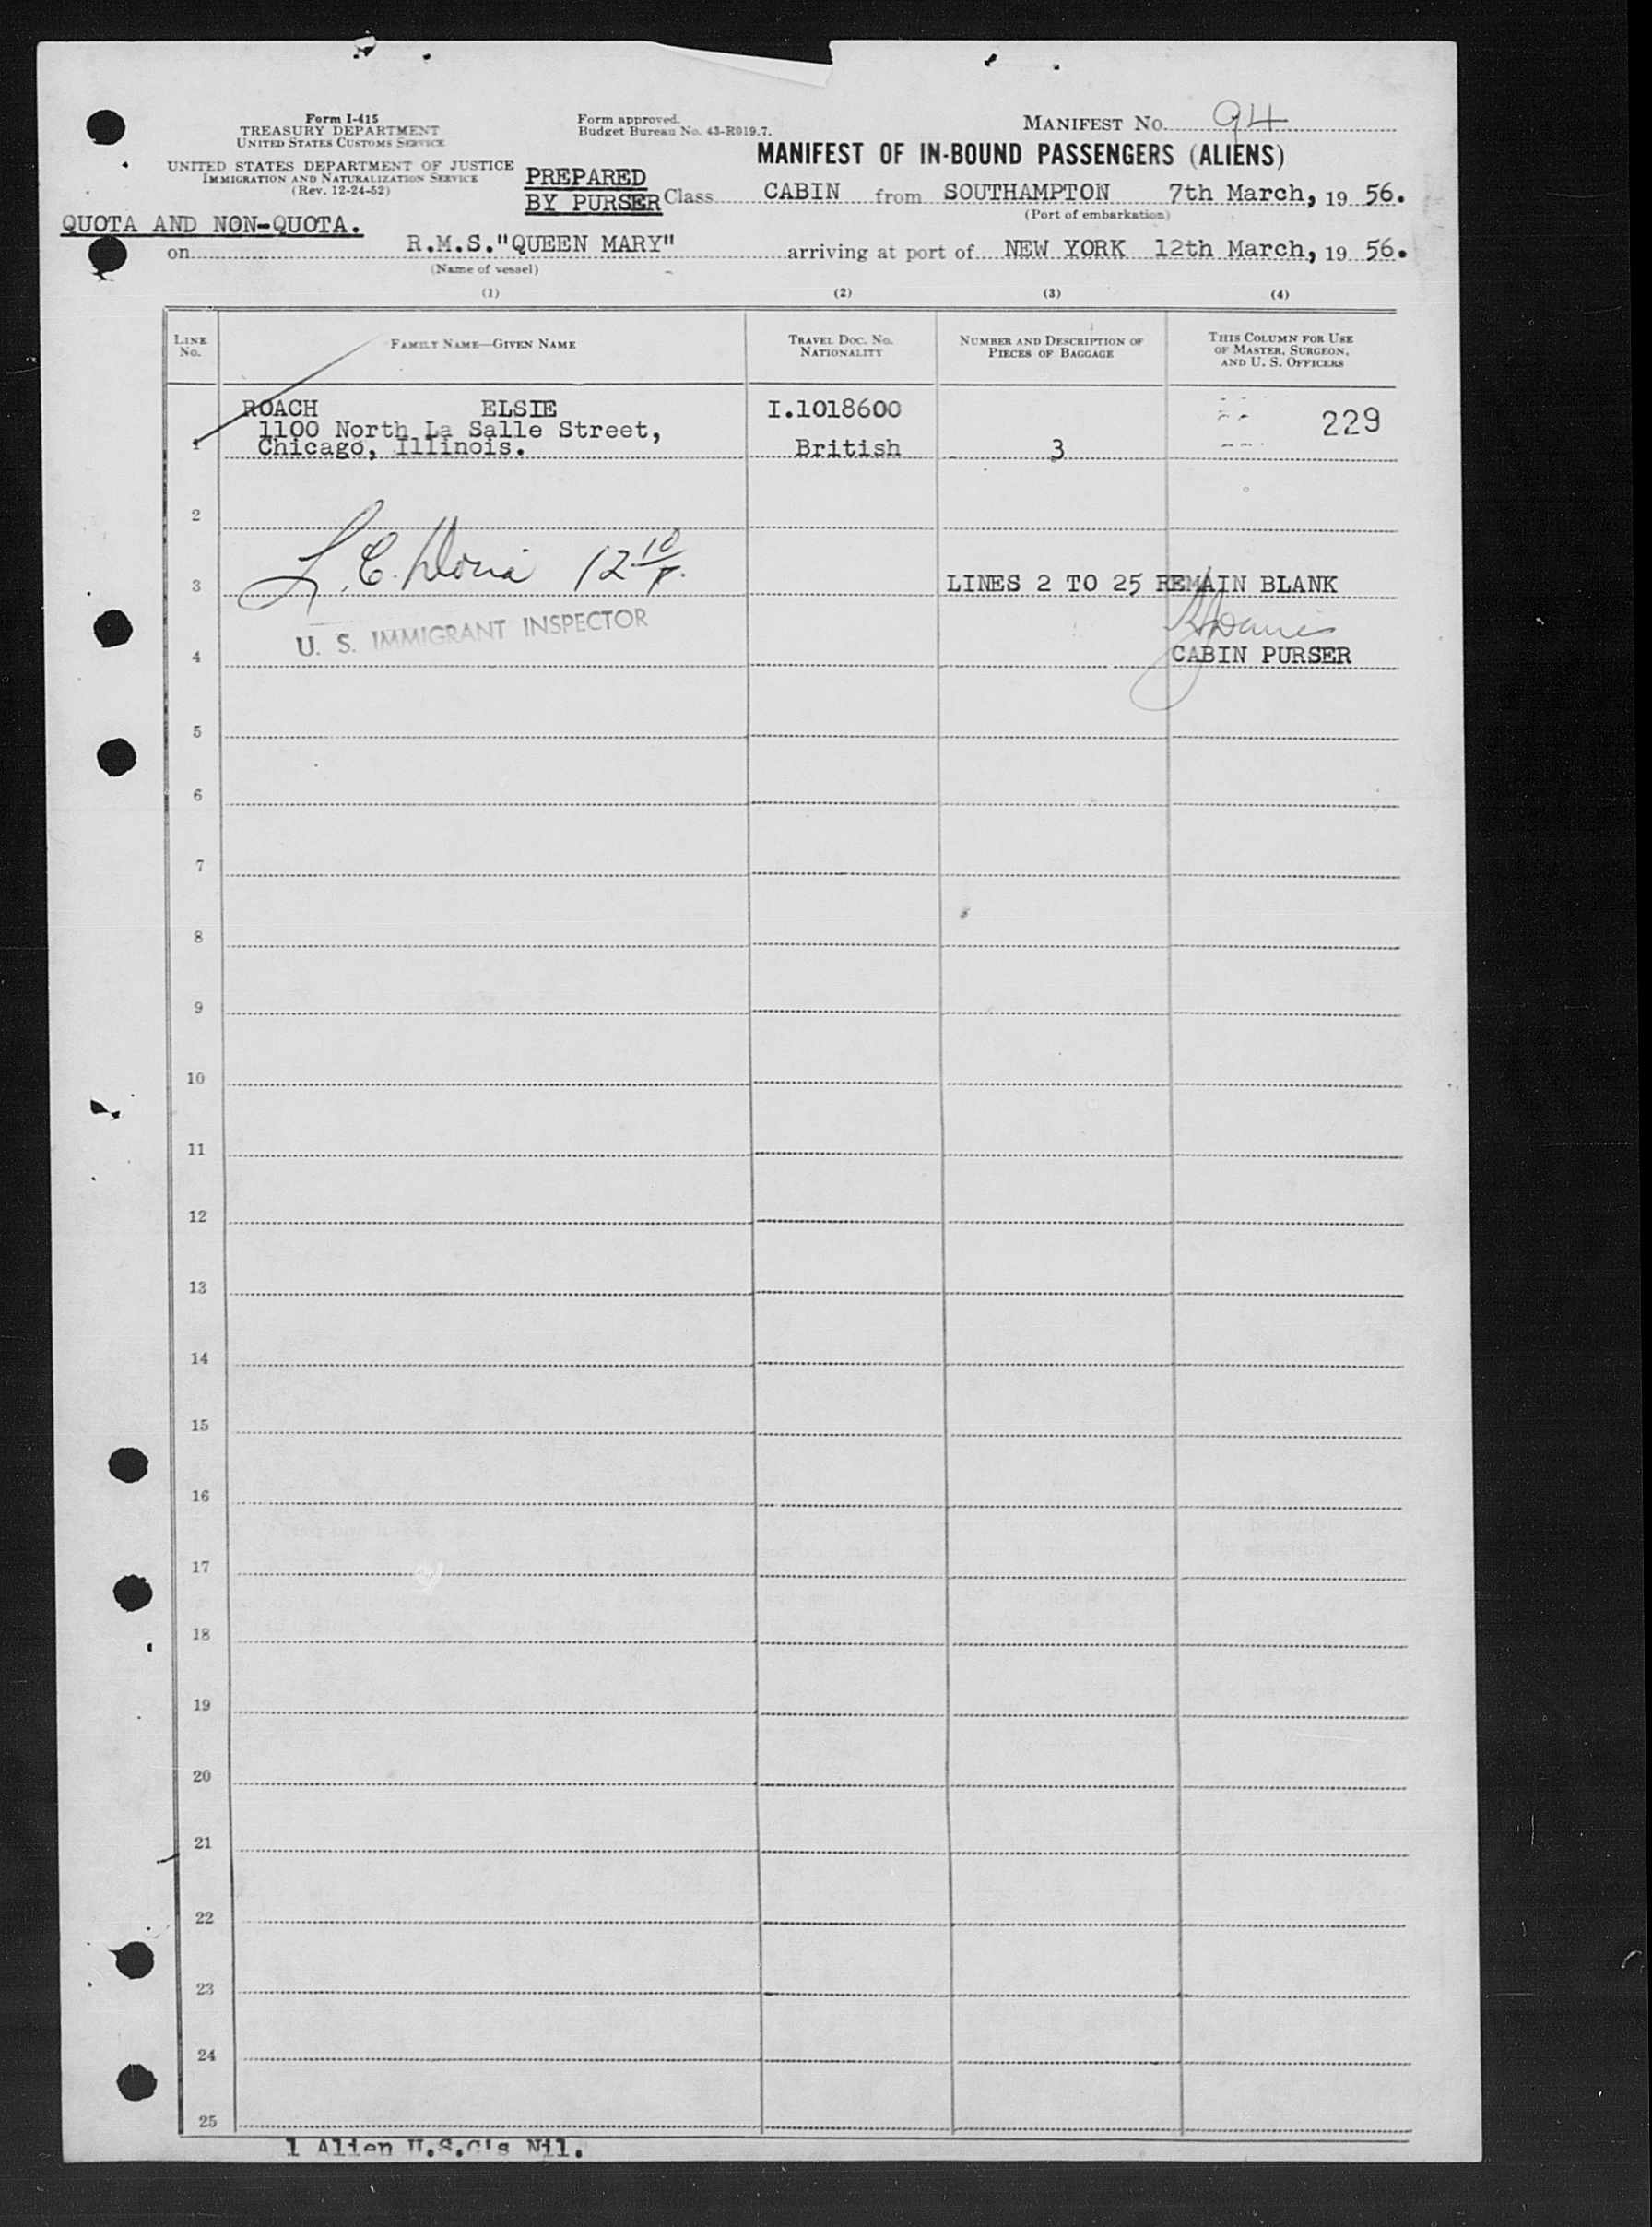 Form I-415
TREASURY DEPARTMENT
UNITED STATES CUSTOMS SERVICE
UNITED STATES DEPARTMENT OF JUSTICE
IMMIGRATION AND NATURALIZATION SERVICE
(Rev. 12-24-52)
Form approved.
Budget Bureau No. 43-R019.7.
MANIFEST NO. 94
MANIFEST OF IN-BOUND PASSENGERS (ALIENS)
PREPARED
BY PURSER
Class CABIN from SOUTHAMPTON 7th March, 19 56.
(Port of embarkation)
QUOTA AND NON-QUOTA.
on R.M.S."QUEEN MARY" arriving at port of NEW YORK 12th March, 19 56.
(Name of vessel)
(1) (2) (3) (4)
LINE No.
FAMILY NAME—GIVEN NAME
TRAVEL DOC. NO. NATIONALITY
NUMBER AND DESCRIPTION OF PIECES OF BAGGAGE
THIS COLUMN FOR USE OF MASTER, SURGEON, AND U. S. OFFICERS
ROACH ELSIE I.1018600 229
1100 North La Salle Street,
1 Chicago, Illinois. British 3
2
L. C. 12 10/P.
3 LINES 2 TO 25 REMAIN BLANK
U. S. IMMIGRANT INSPECTOR
4 CABIN PURSER
5
6
7
8
9
10
11
12
13
14
15
16
17
18
19
20
21
22
23
24
25
1 Alien U.S.C's Nil.